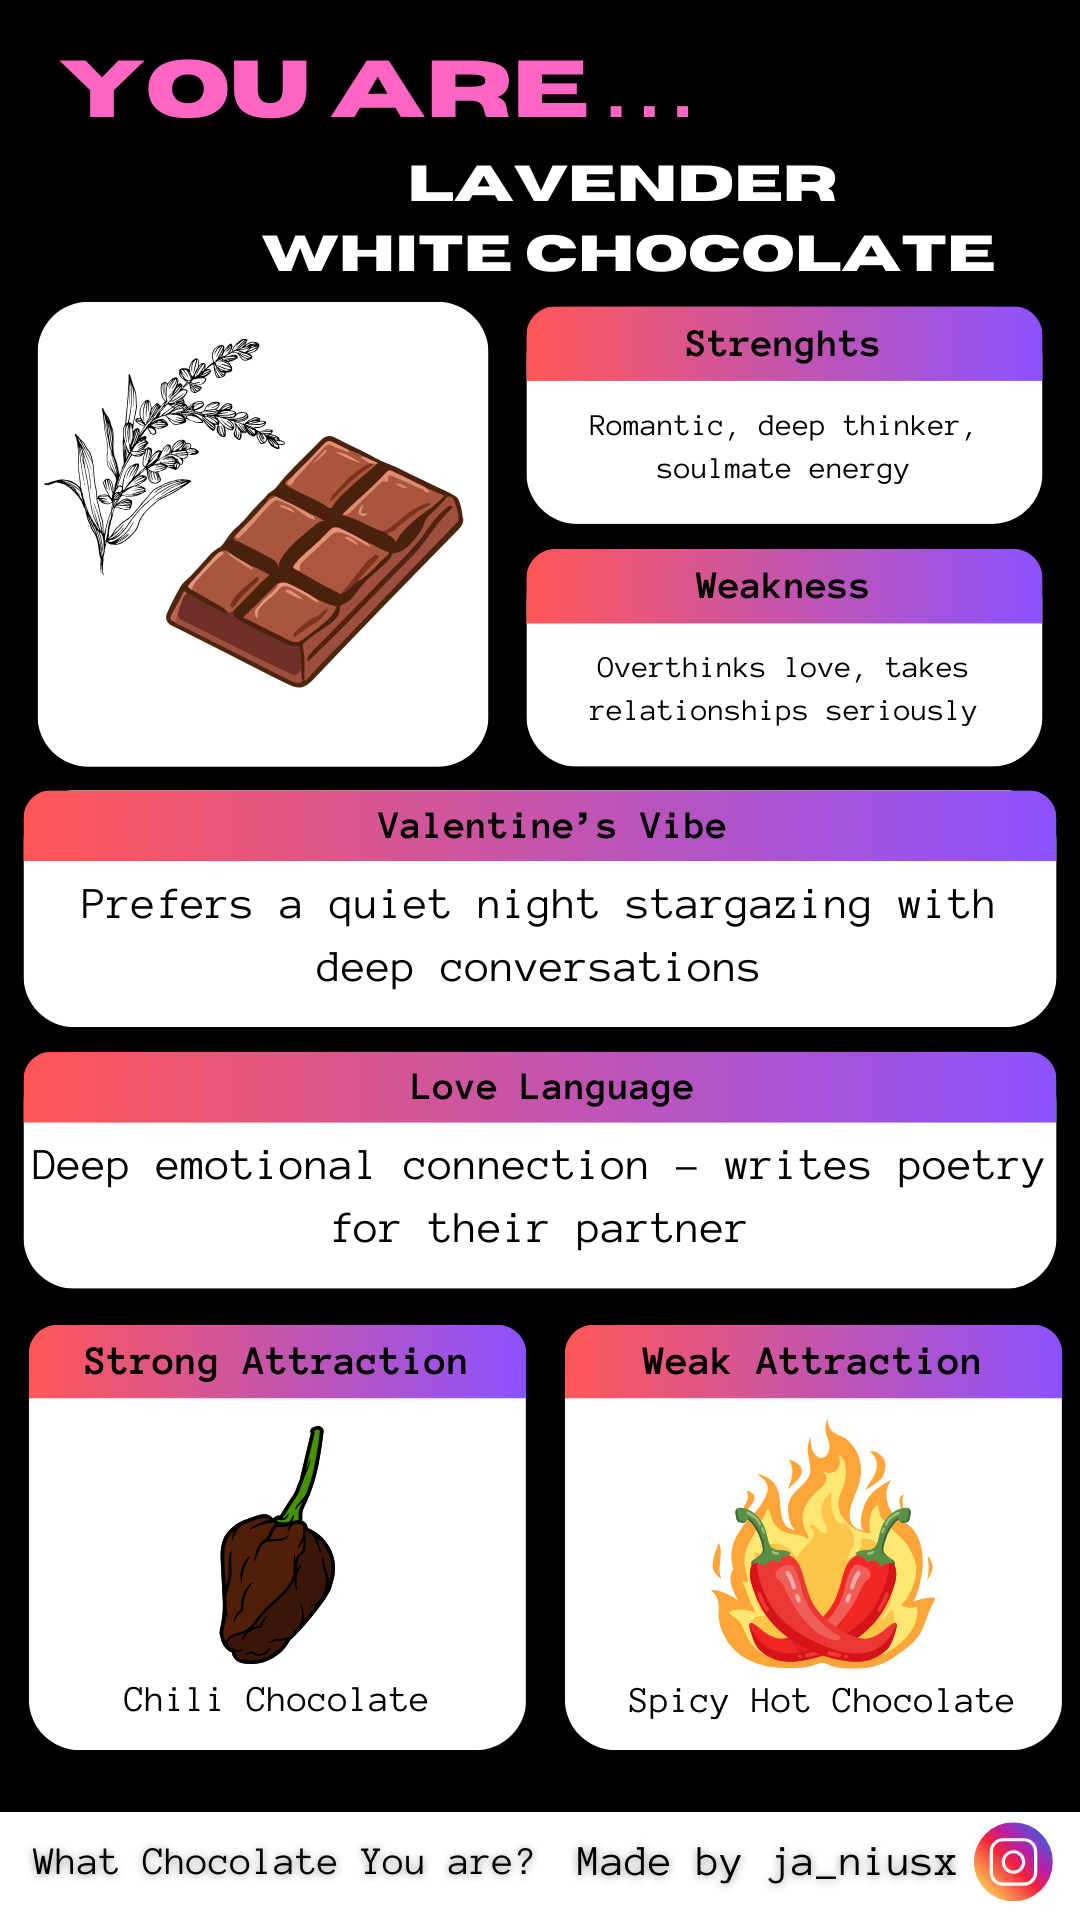 YOU ARE...
LAVENDER
WHITE CHOCOLATE
Strenghts
Romantic, deep thinker,
soulmate energy
Weakness
Overthinks love, takes
relationships seriously
Valentine’s Vibe
Prefers a quiet night stargazing with
deep conversations
Love Language
Deep emotional connection – writes poetry
for their partner
Strong Attraction
Chili Chocolate
Weak Attraction
Spicy Hot Chocolate
What Chocolate You are?
Made by ja_niusx